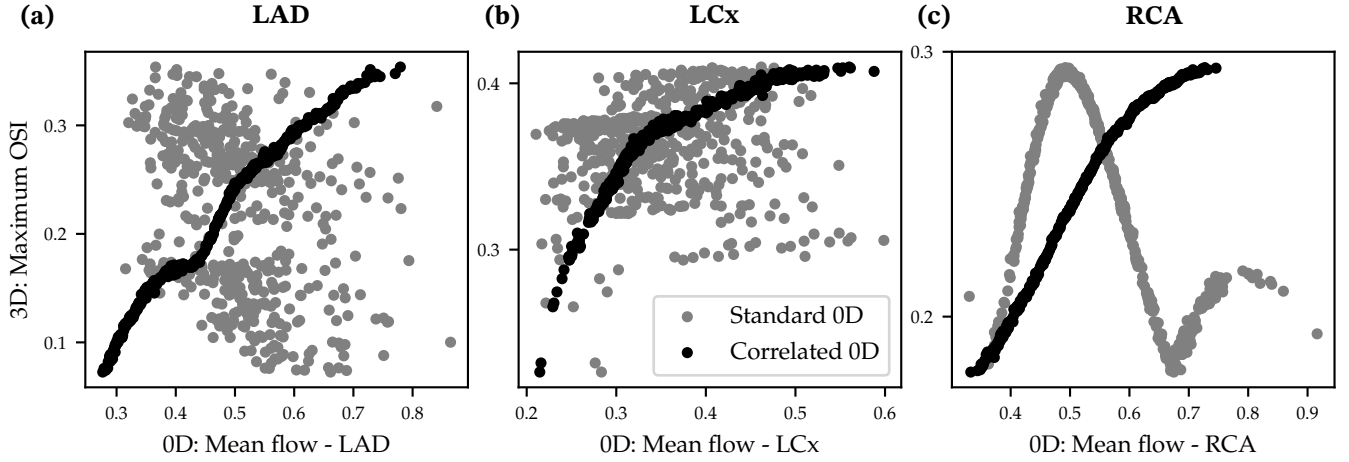 (a) LAD (b) LCx (c) RCA
3D: Maximum OSI
0.3
0.2
0.1
0.3 0.4 0.5 0.6 0.7 0.8
0D: Mean flow - LAD
0.4
0.3
0.2 0.3 0.4 0.5 0.6
0D: Mean flow - LCx
Standard 0D
Correlated 0D
0.3
0.2
0.4 0.5 0.6 0.7 0.8 0.9
0D: Mean flow - RCA